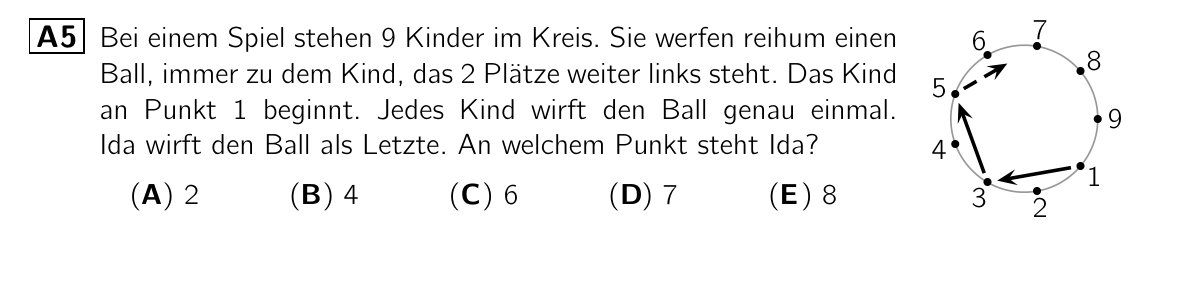 A5 Bei einem Spiel stehen 9 Kinder im Kreis. Sie werfen reihum einen
Ball, immer zu dem Kind, das 2 Plätze weiter links steht. Das Kind
an Punkt 1 beginnt. Jedes Kind wirft den Ball genau einmal.
Ida wirft den Ball als Letzte. An welchem Punkt steht Ida?
(A) 2 (B) 4 (C) 6 (D) 7 (E) 8
7
6
8
5
9
4
1
3
2